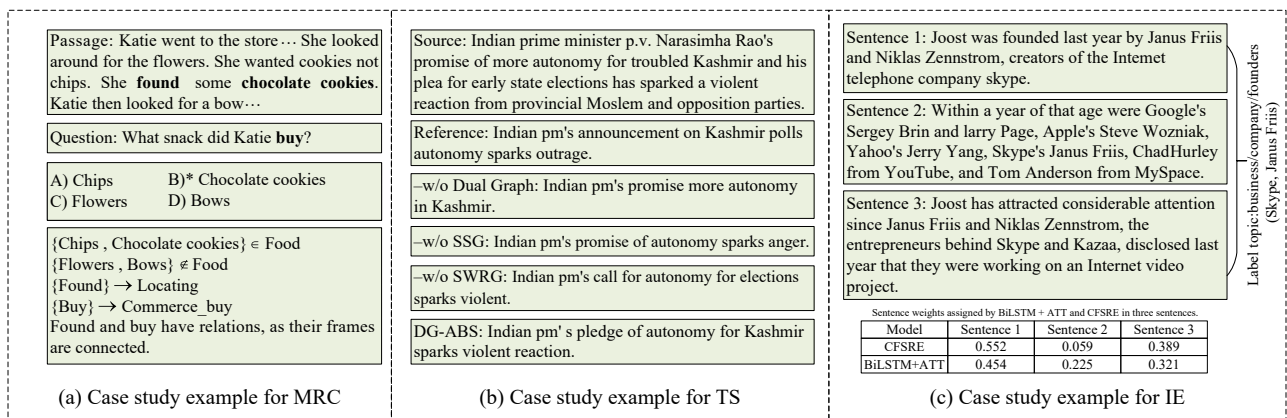 Passage: Katie went to the store… She looked
around for the flowers. She wanted cookies not
chips. She found some chocolate cookies.
Katie then looked for a bow…
Question: What snack did Katie buy?
A) Chips B)* Chocolate cookies
C) Flowers D) Bows
{Chips , Chocolate cookies} ∈ Food
{Flowers , Bows} ∉ Food
{Found} → Locating
{Buy} → Commerce_buy
Found and buy have relations, as their frames
are connected.
(a) Case study example for MRC
Source: Indian prime minister p.v. Narasimha Rao's
promise of more autonomy for troubled Kashmir and his
plea for early state elections has sparked a violent
reaction from provincial Moslem and opposition parties.
Reference: Indian pm's announcement on Kashmir polls
autonomy sparks outrage.
–w/o Dual Graph: Indian pm's promise more autonomy
in Kashmir.
–w/o SSG: Indian pm's promise of autonomy sparks anger.
–w/o SWRG: Indian pm's call for autonomy for elections
sparks violent.
DG-ABS: Indian pm' s pledge of autonomy for Kashmir
sparks violent reaction.
(b) Case study example for TS
Sentence 1: Joost was founded last year by Janus Friis
and Niklas Zennstrom, creators of the Internet
telephone company skype.
Sentence 2: Within a year of that age were Google's
Sergey Brin and larry Page, Apple's Steve Wozniak,
Yahoo's Jerry Yang, Skype's Janus Friis, ChadHurley
from YouTube, and Tom Anderson from MySpace.
Sentence 3: Joost has attracted considerable attention
since Janus Friis and Niklas Zennstrom, the
entrepreneurs behind Skype and Kazaa, disclosed last
year that they were working on an Internet video
project.
Label topic:business/company/founders
(Skype, Janus Friis)
Sentence weights assigned by BiLSTM + ATT and CFSRE in three sentences.
Model Sentence 1 Sentence 2 Sentence 3
CFSRE 0.552 0.059 0.389
BiLSTM+ATT 0.454 0.225 0.321
(c) Case study example for IE